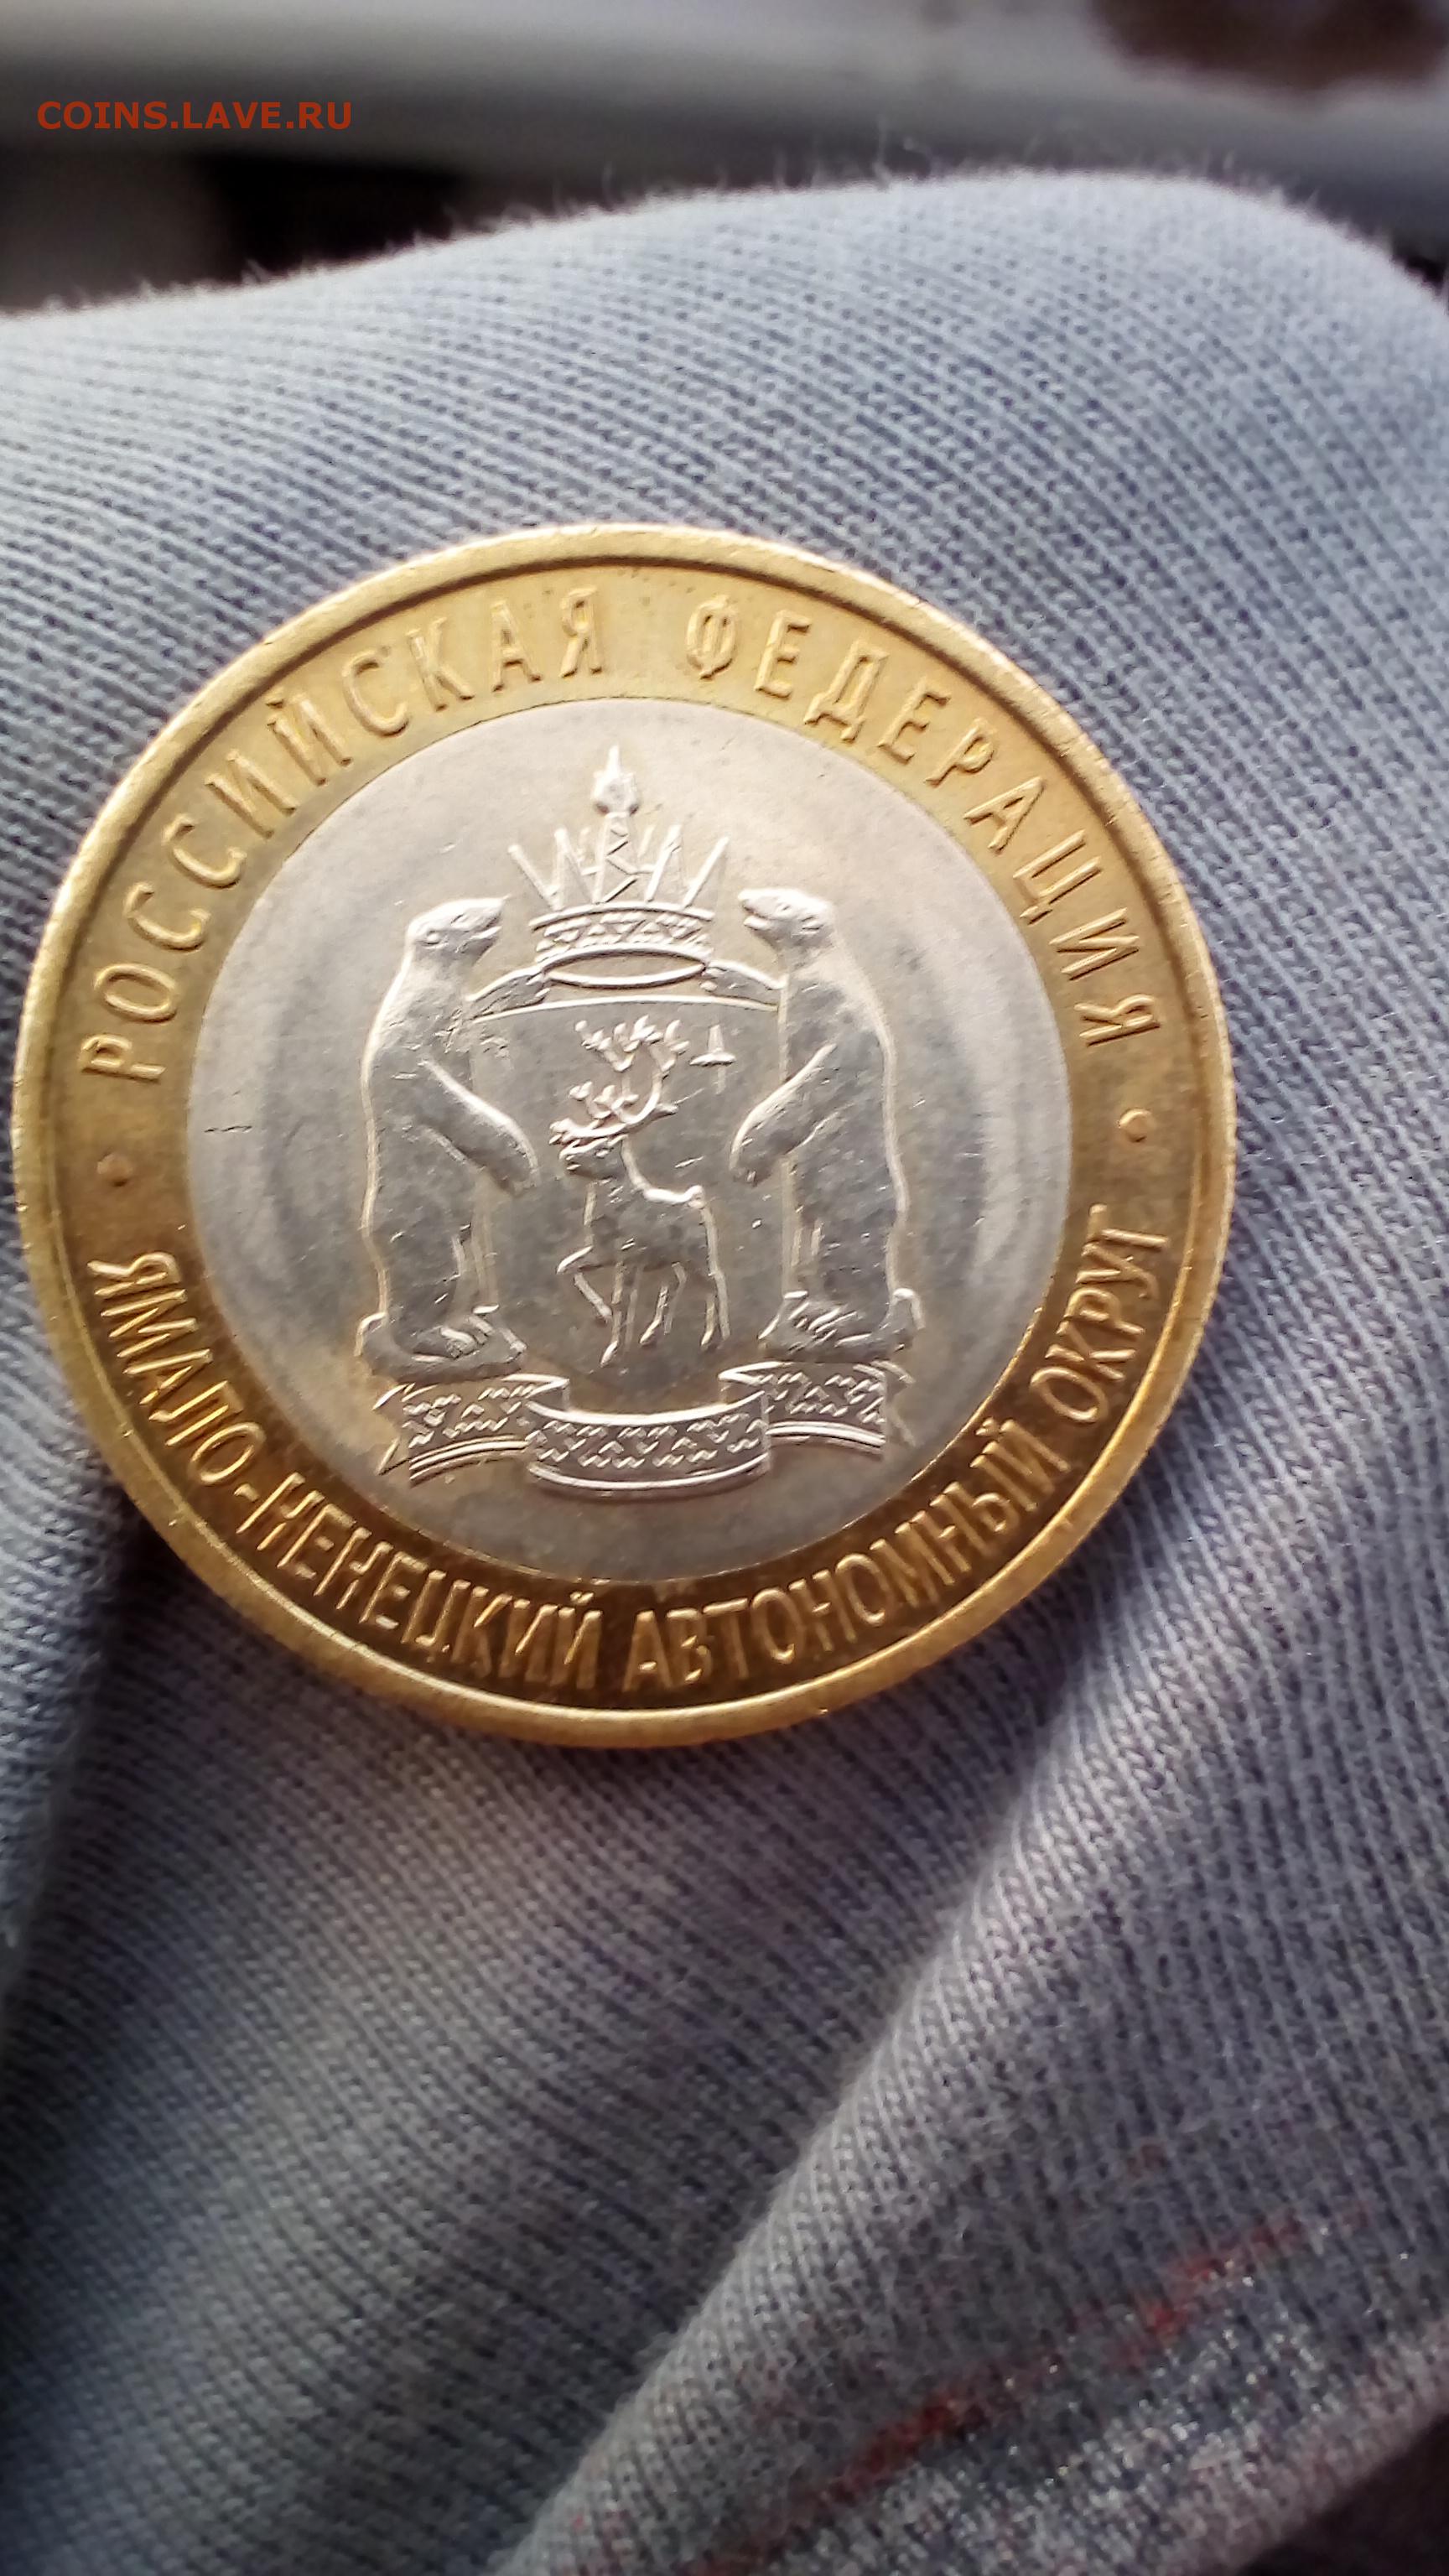 COINS.LAVE.RU
РОССИЙСКАЯ ФЕДЕРАЦИЯ
ЯМАЛО-НЕНЕЦКИЙ АВТОНОМНЫЙ ОКРУГ